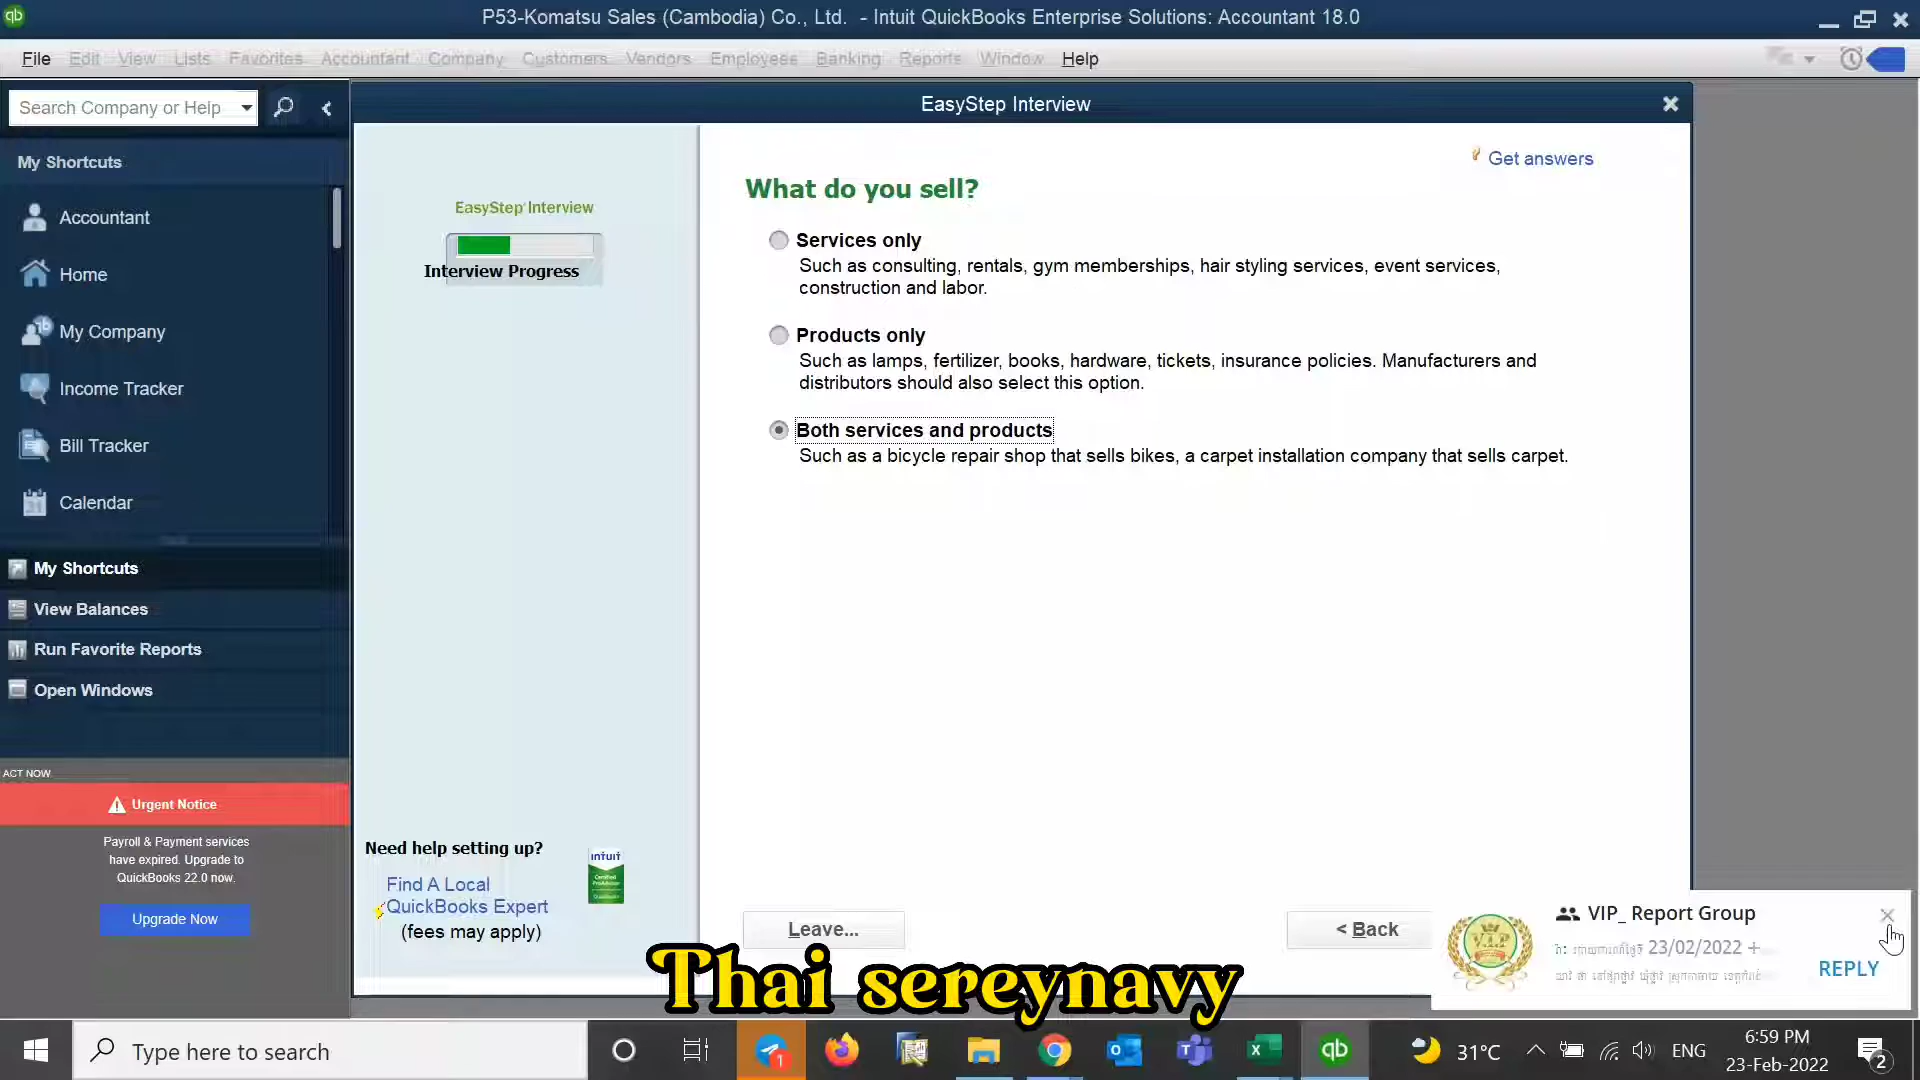 P53-Komatsu Sales (Cambodia) Co., Ltd. - Intuit QuickBooks Enterprise Solutions: Accountant 18.0
File Edit View Lists Favorites Accountant Company Customers Vendors Employees Banking Reports Window Help
Search Company or Help
EasyStep Interview
My Shortcuts
Accountant
Home
My Company
Income Tracker
Bill Tracker
Calendar
My Shortcuts
View Balances
Run Favorite Reports
Open Windows
ACT NOW
Urgent Notice
Payroll & Payment services
have expired. Upgrade to
QuickBooks 22.0 now.
Upgrade Now
EasyStep Interview
Interview Progress
Need help setting up?
Find A Local
QuickBooks Expert
(fees may apply)
intuit
Get answers
What do you sell?
Services only
Such as consulting, rentals, gym memberships, hair styling services, event services,
construction and labor.
Products only
Such as lamps, fertilizer, books, hardware, tickets, insurance policies. Manufacturers and
distributors should also select this option.
Both services and products
Such as a bicycle repair shop that sells bikes, a carpet installation company that sells carpet.
Leave...
< Back
VIP_ Report Group
23/02/2022 +
REPLY
V.I.P
Thai sereynavy
Type here to search
1
31°C
ENG
6:59 PM
23-Feb-2022
2